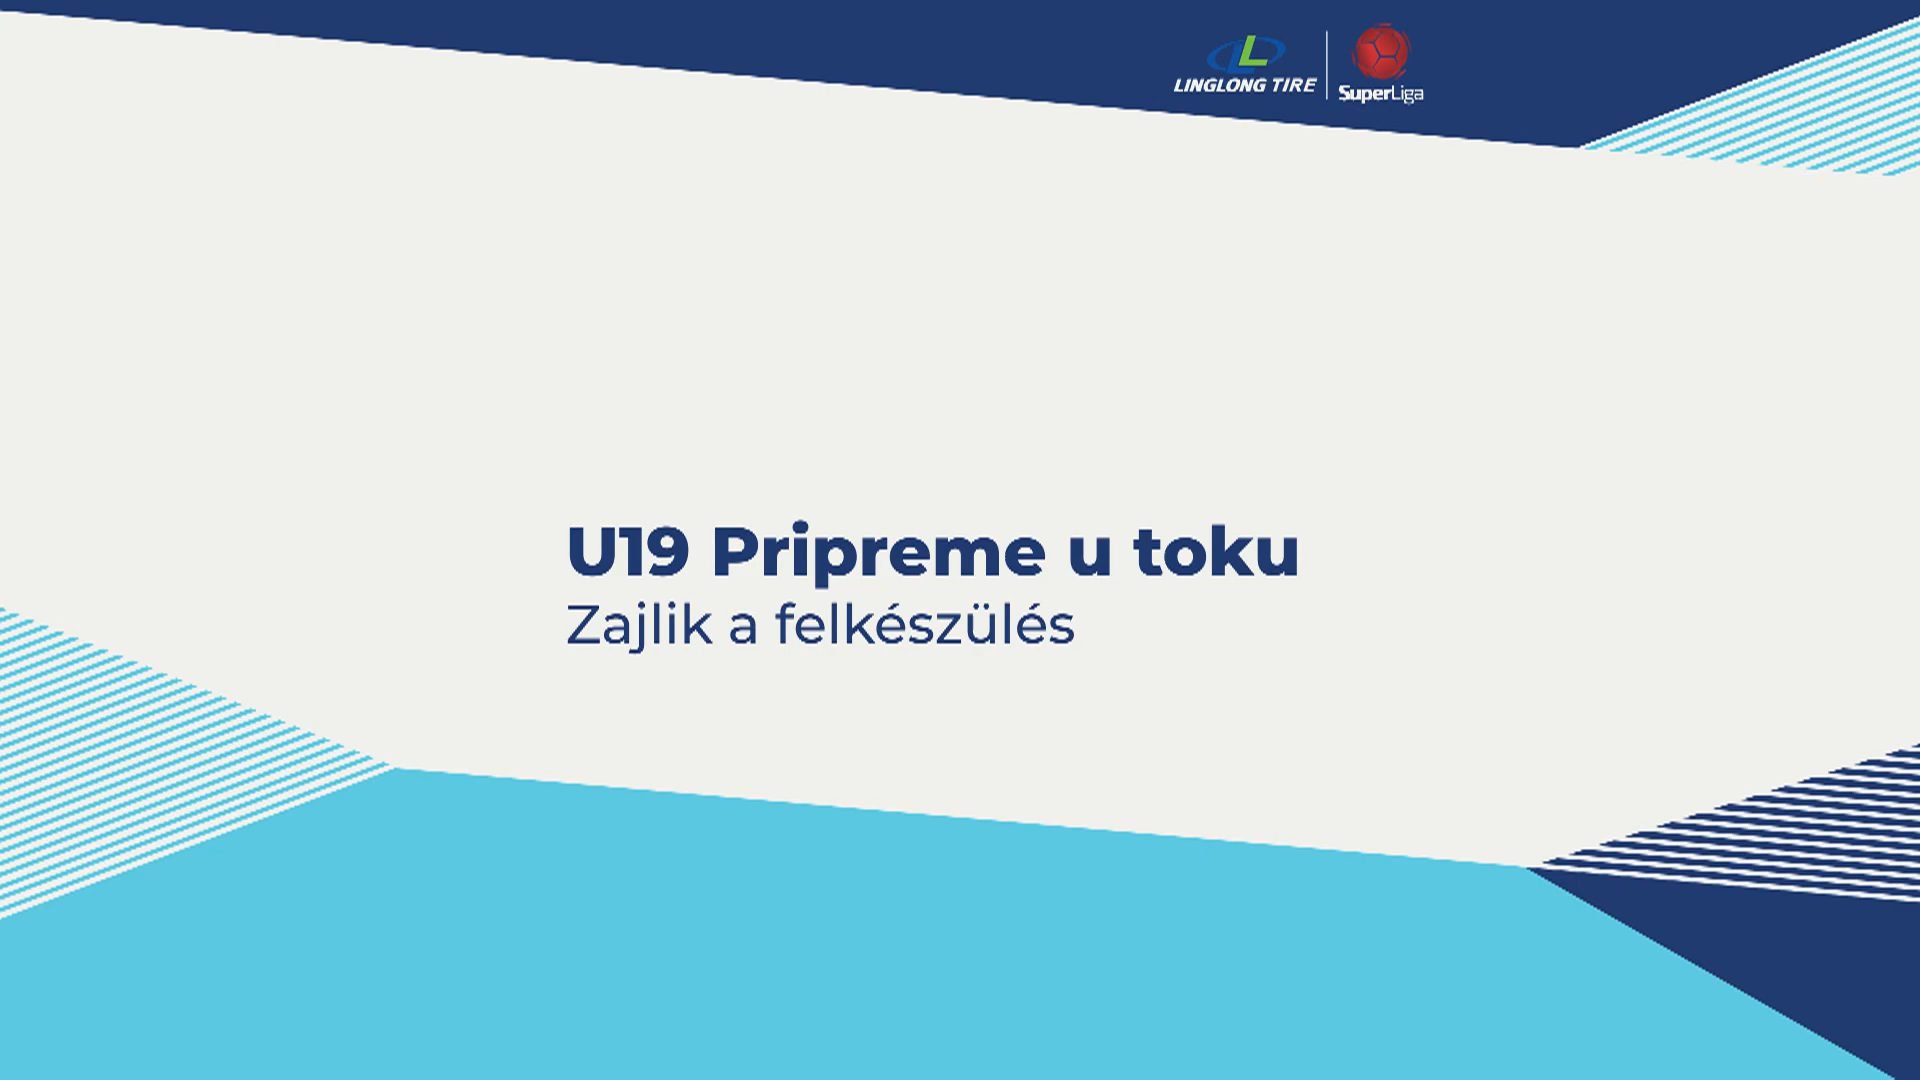 LINGLONG TIRE
SuperLiga
U19 Pripreme u toku
Zajlik a felkészülés